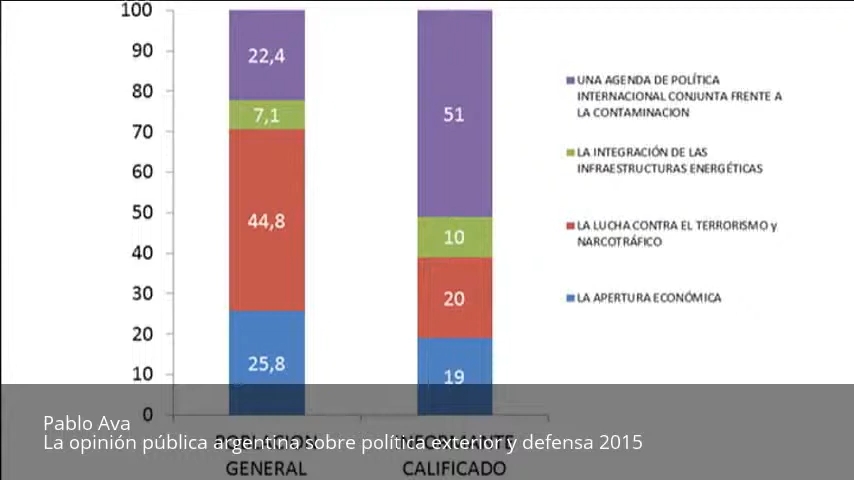 100
90
80
70
60
50
40
30
20
10
0
22,4
7,1
44,8
25,8
51
10
20
19
UNA AGENDA DE POLÍTICA
INTERNACIONAL CONJUNTA FRENTE A
LA CONTAMINACION
LA INTEGRACIÓN DE LAS
INFRAESTRUCTURAS ENERGÉTICAS
LA LUCHA CONTRA EL TERRORISMO y
NARCOTRÁFICO
LA APERTURA ECONÓMICA
GENERAL
CALIFICADO
Pablo Ava
La opinión pública argentina sobre política exterior y defensa 2015